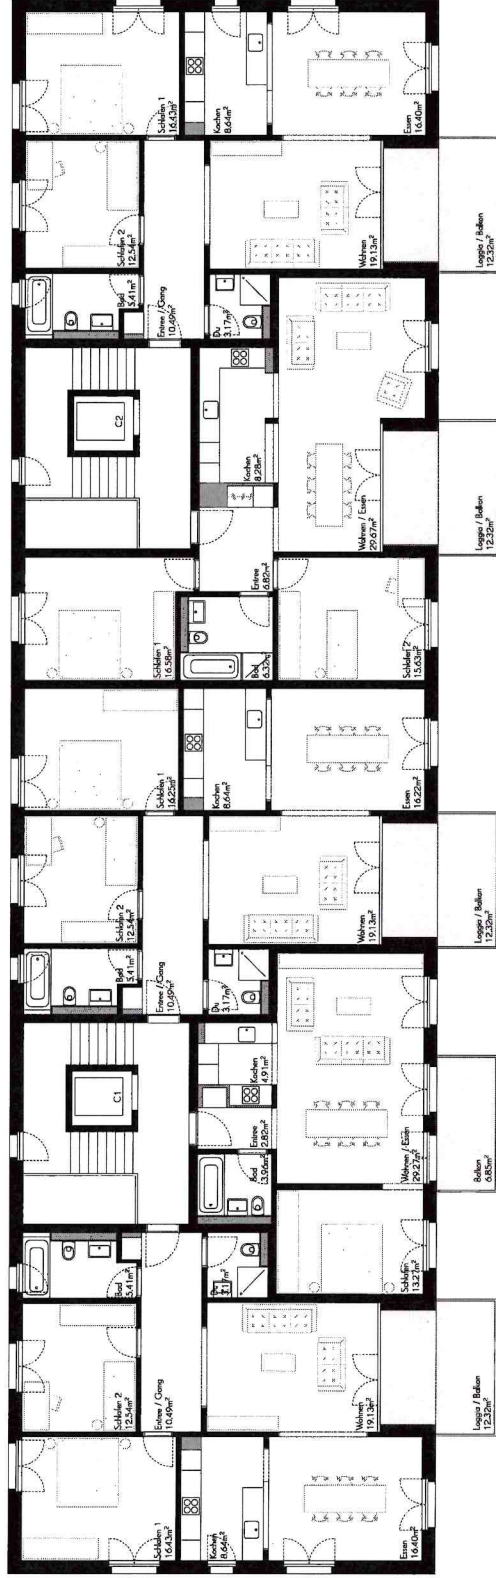 Schlafen 1
16.43m²
Kochen
8.64m²
Essen
16.40m²
Schlafen 2
12.54m²
Wohnen
19.13m²
Loggia / Balkon
12.32m²
Bad
5.41m²
Entree / Gang
10.49m²
Du
3.17m²
C2
Kochen
8.28m²
Wohnen / Essen
29.67m²
Loggia / Balkon
12.32m²
Entree
6.82m²
Schlafen 1
16.58m²
Bad
6.32m²
Schlafen 2
15.63m²
Schlafen 1
16.25m²
Kochen
8.64m²
Essen
16.22m²
Schlafen 2
12.54m²
Wohnen
19.13m²
Loggia / Balkon
12.32m²
Bad
5.41m²
Entree / Gang
10.49m²
Du
3.17m²
C1
Kochen
4.91m²
Entree
2.82m²
Wohnen / Essen
29.27m²
Balkon
6.85m²
Bad
3.96m²
Schlafen
13.27m²
Bad
5.41m²
Du
3.17m²
Schlafen 2
12.54m²
Entree / Gang
10.49m²
Wohnen
19.13m²
Loggia / Balkon
12.32m²
Schlafen 1
16.43m²
Kochen
8.64m²
Essen
16.40m²